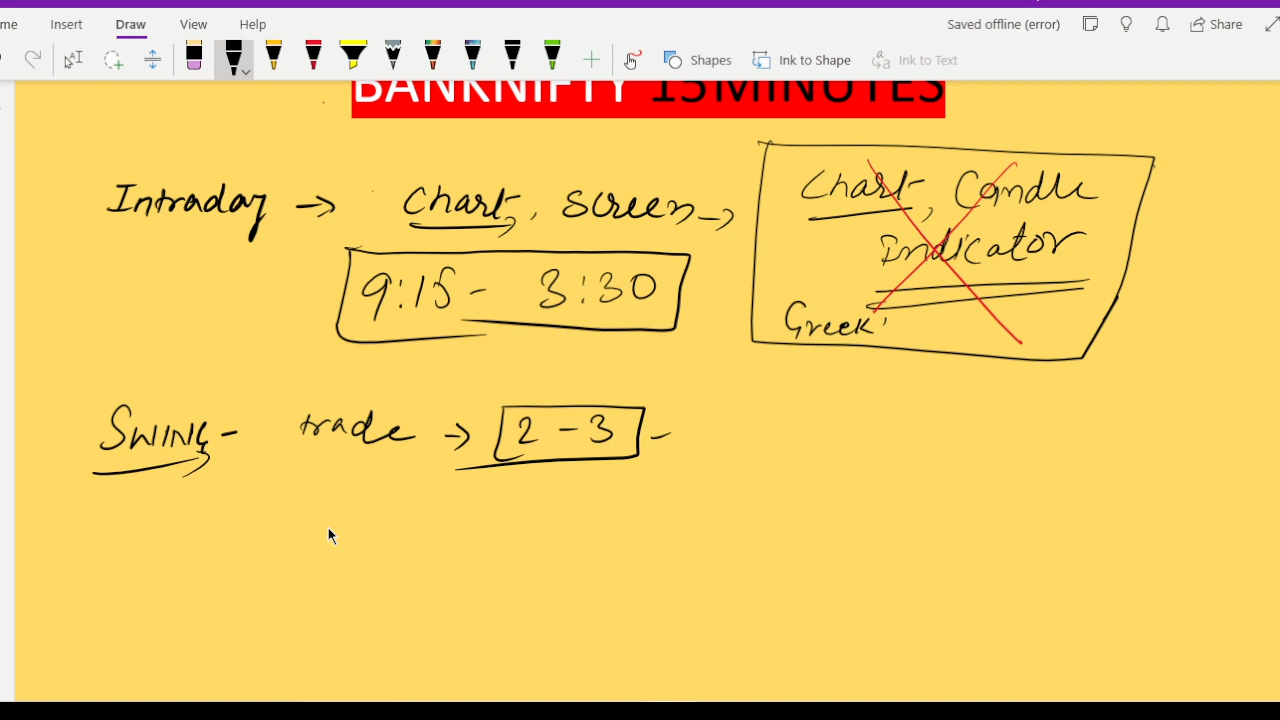 me Insert Draw View Help Saved offline (error) Share
Shapes Ink to Shape Ink to Text
BANKNIFTY 15MINUTES
Intraday → Chart, Screen →
9:15 - 3:30
Chart, Candle
Indicator
Greek'
SWING - trade → 2 - 3 -